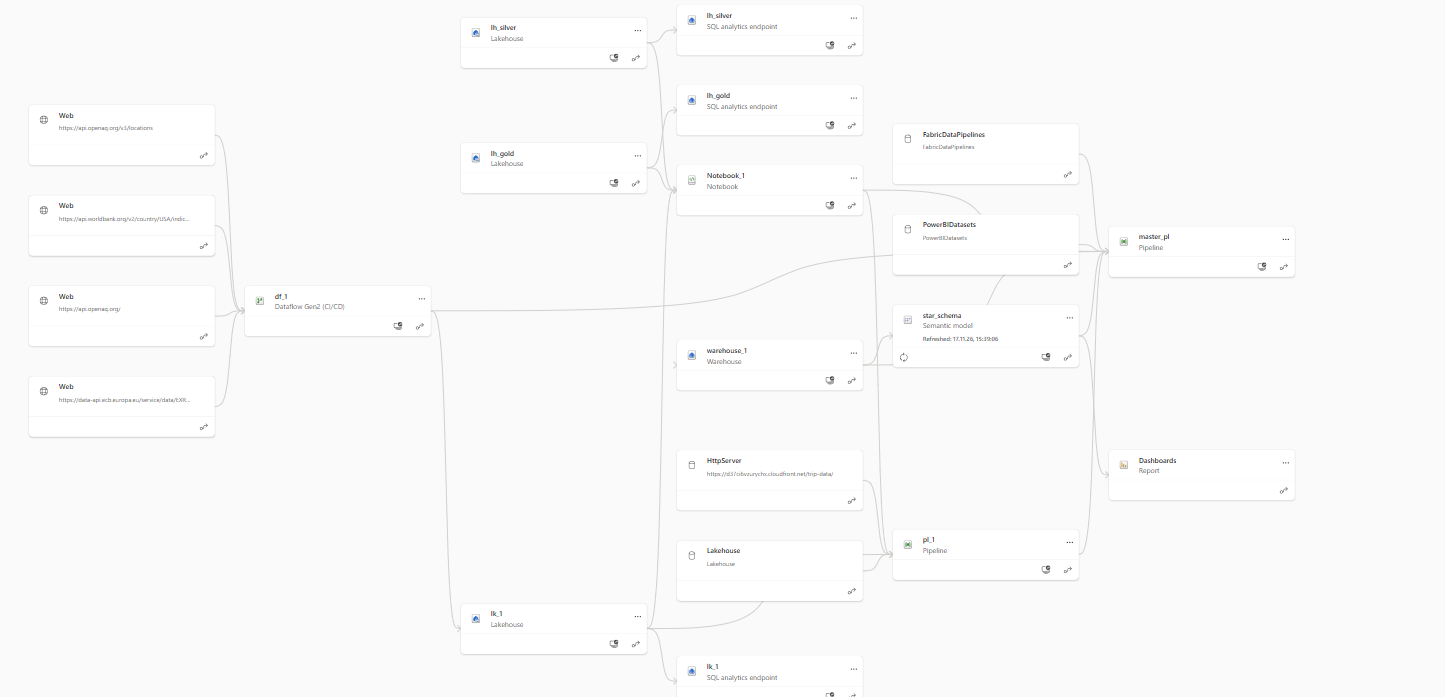 Web
https://api.openaq.org/v3/locations
Web
https://api.worldbank.org/v2/country/USA/indic...
Web
https://api.openaq.org/
Web
https://data-api.ecb.europa.eu/service/data/EXR...
df_1
Dataflow Gen2 (CI/CD)
lh_silver
Lakehouse
lh_gold
Lakehouse
lk_1
Lakehouse
lh_silver
SQL analytics endpoint
lh_gold
SQL analytics endpoint
Notebook_1
Notebook
warehouse_1
Warehouse
HttpServer
Lakehouse
Lakehouse
lk_1
SQL analytics endpoint
FabricDataPipelines
FabricDataPipelines
PowerBIDatasets
PowerBIDatasets
star_schema
Semantic model
Refreshed: 17.11.26, 15:39:06
pl_1
Pipeline
master_pl
Pipeline
Dashboards
Report